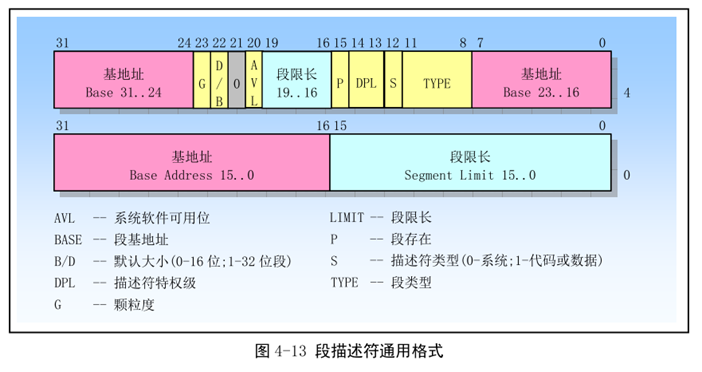 31 24 23 22 21 20 19 16 15 14 13 12 11 8 7 0
基地址 Base 31..24 G D/B 0 AVL 段限长 19..16 P DPL S TYPE 基地址 Base 23..16 4
31 16 15 0
基地址 段限长
Base Address 15..0 Segment Limit 15..0 0
AVL -- 系统软件可用位 LIMIT -- 段限长
BASE -- 段基地址 P -- 段存在
B/D -- 默认大小(0-16 位;1-32 位段) S -- 描述符类型(0-系统;1-代码或数据)
DPL -- 描述符特权级 TYPE -- 段类型
G -- 颗粒度
图 4-13 段描述符通用格式